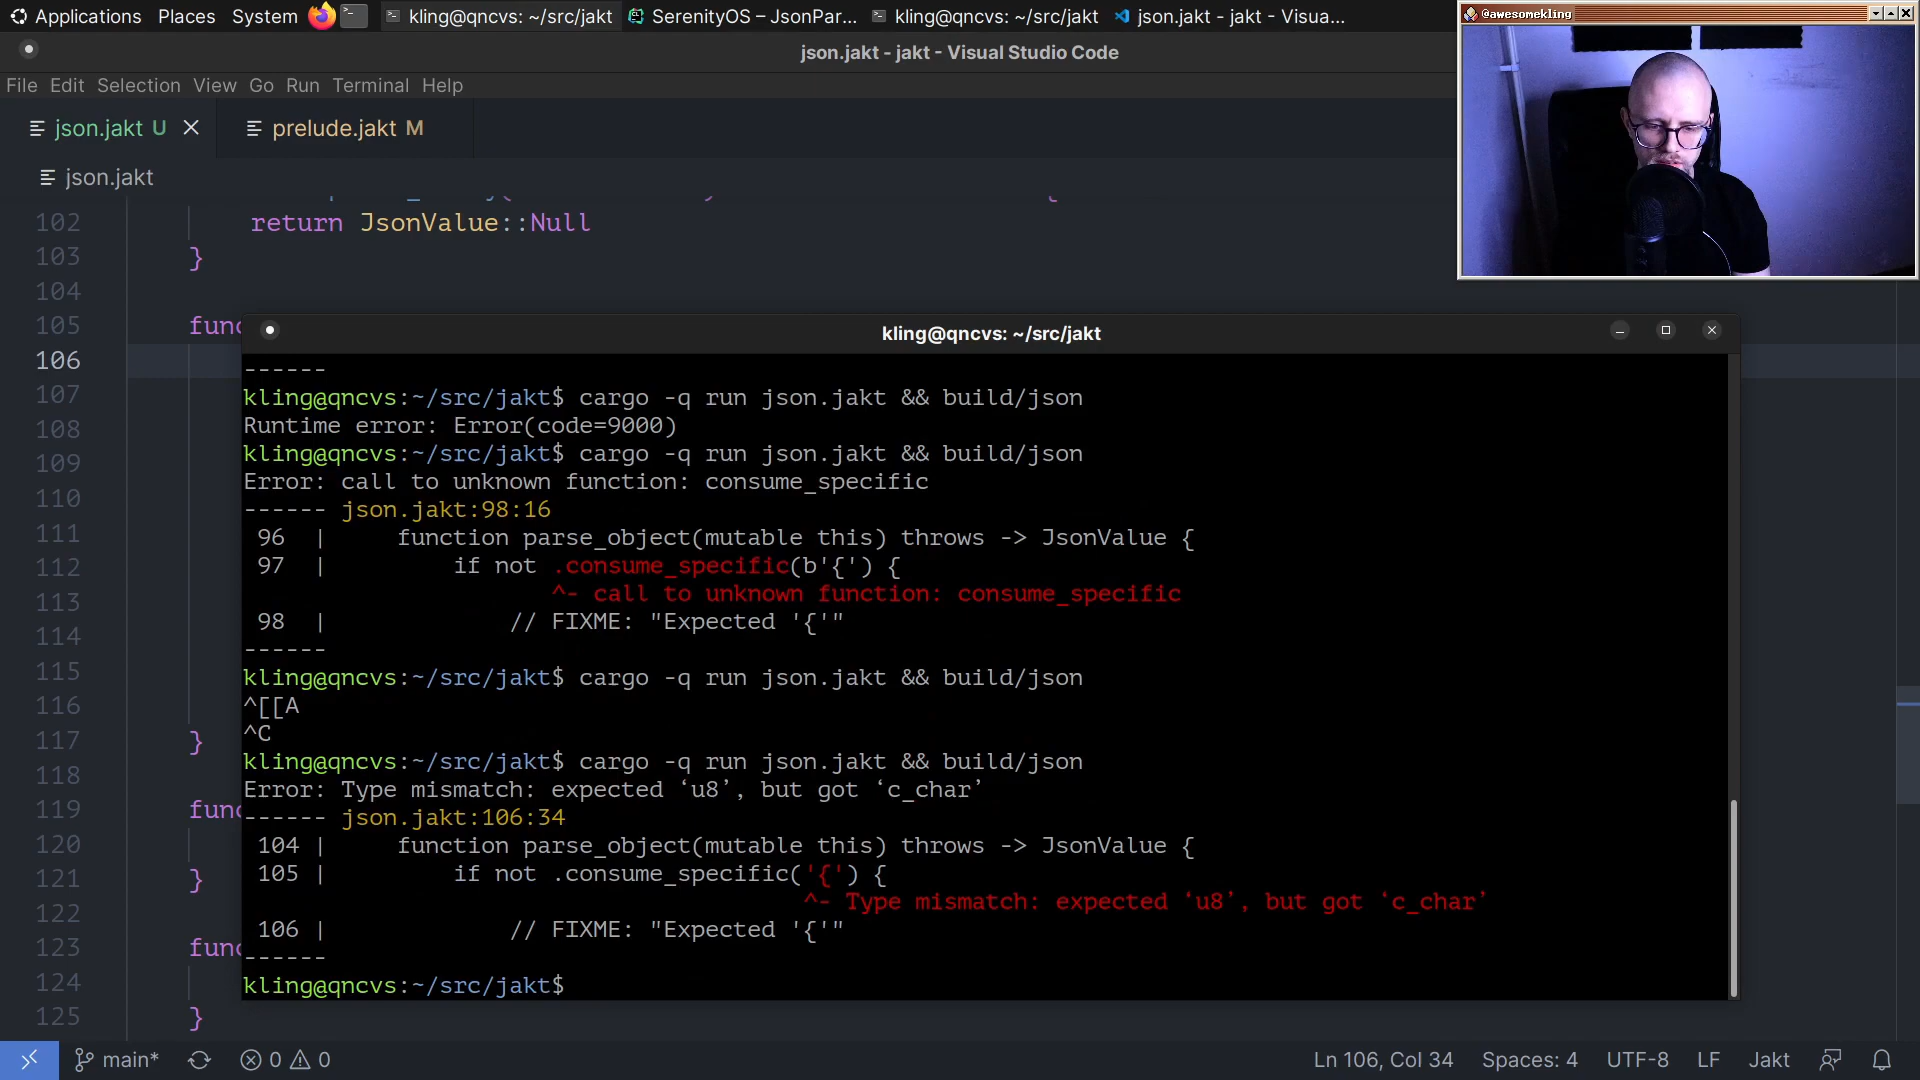 Applications Places System kling@qncvs: ~/src/jakt SerenityOS – JsonPar... kling@qncvs: ~/src/jakt json.jakt - jakt - Visua...
@awesomekling
json.jakt - jakt - Visual Studio Code
File Edit Selection View Go Run Terminal Help
json.jakt U prelude.jakt M
json.jakt
102 return JsonValue::Null
103 }
104
105 func
106
107
108
109
110
111
112
113
114
115
116
117 }
118
119 func
120
121 }
122
123 func
124
125 }
kling@qncvs: ~/src/jakt
------
kling@qncvs:~/src/jakt$ cargo -q run json.jakt && build/json
Runtime error: Error(code=9000)
kling@qncvs:~/src/jakt$ cargo -q run json.jakt && build/json
Error: call to unknown function: consume_specific
------ json.jakt:98:16
96 | function parse_object(mutable this) throws -> JsonValue {
97 | if not .consume_specific(b'{') {
^- call to unknown function: consume_specific
98 | // FIXME: "Expected '{'"
------
kling@qncvs:~/src/jakt$ cargo -q run json.jakt && build/json
^[[A
^C
kling@qncvs:~/src/jakt$ cargo -q run json.jakt && build/json
Error: Type mismatch: expected ‘u8’, but got ‘c_char’
------ json.jakt:106:34
104 | function parse_object(mutable this) throws -> JsonValue {
105 | if not .consume_specific('{') {
^- Type mismatch: expected ‘u8’, but got ‘c_char’
106 | // FIXME: "Expected '{'"
------
kling@qncvs:~/src/jakt$
main* 0 0 Ln 106, Col 34 Spaces: 4 UTF-8 LF Jakt